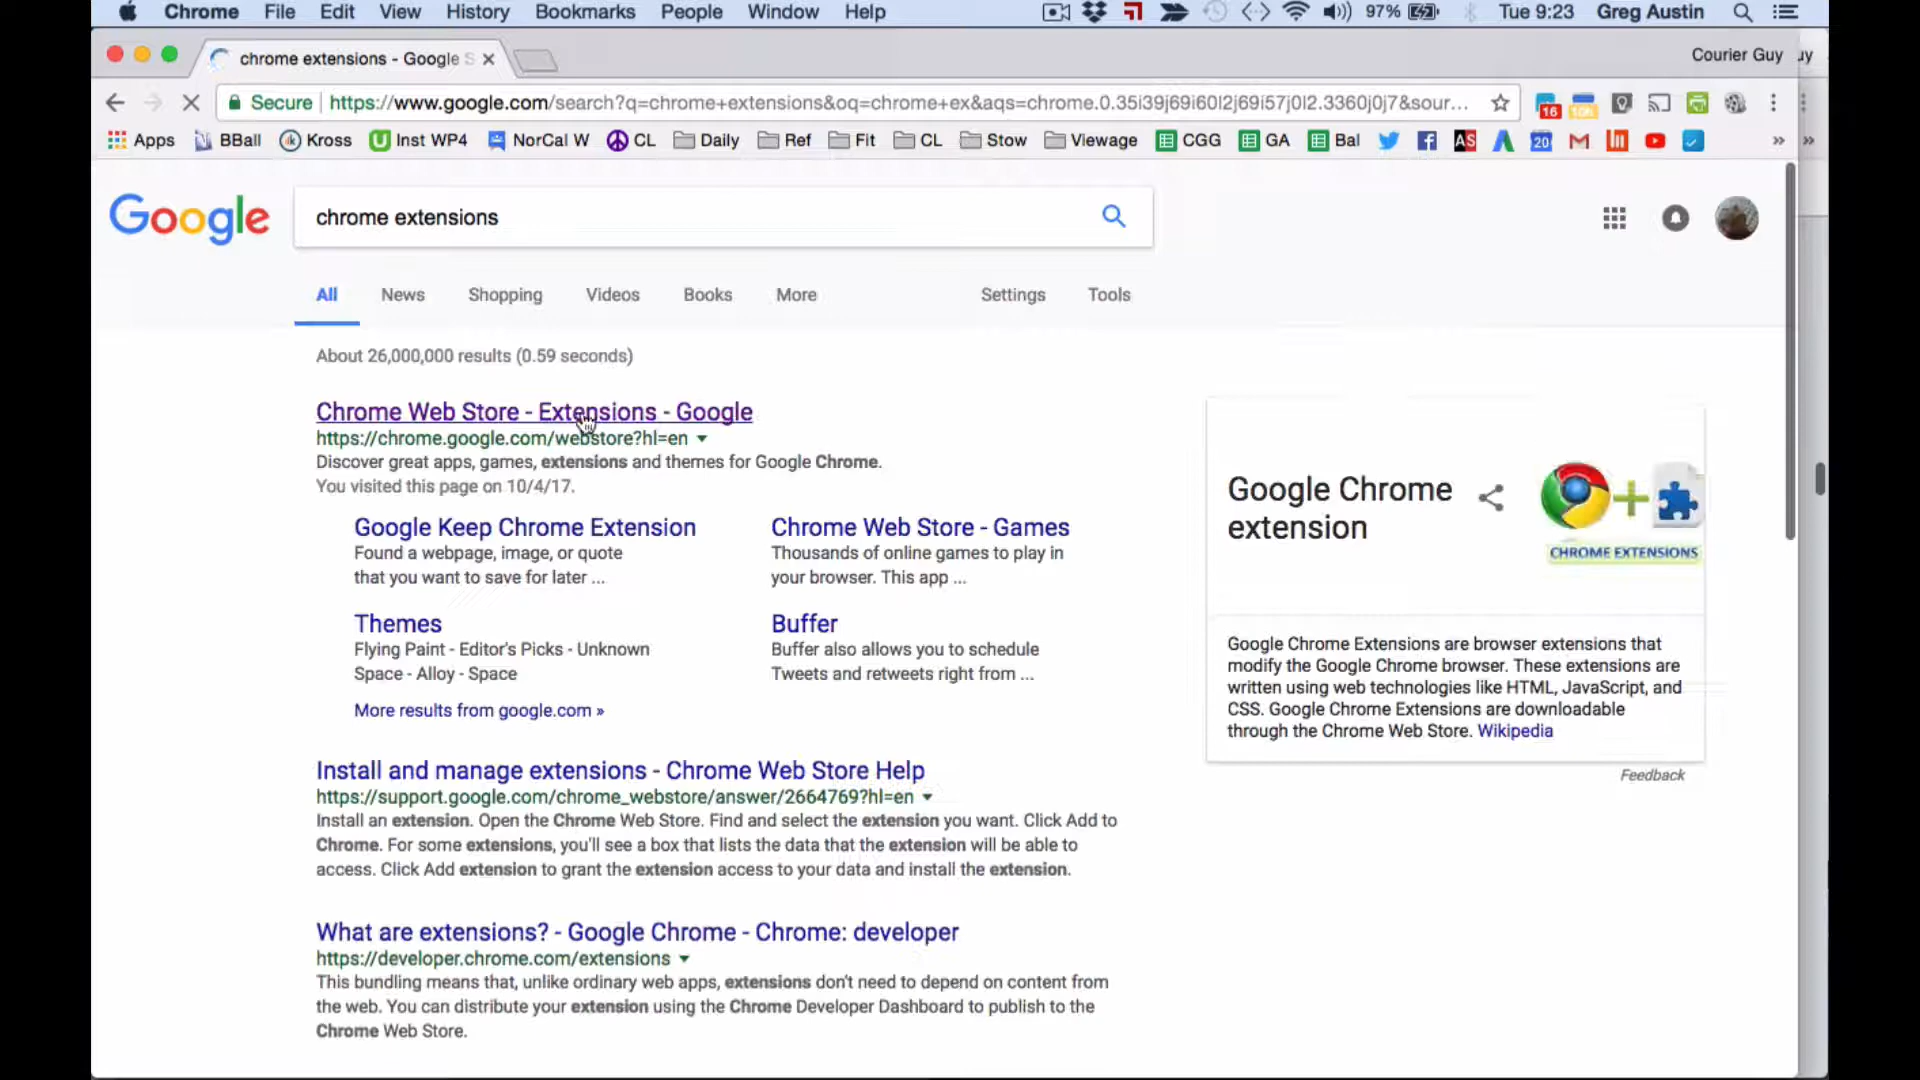 Chrome File Edit View History Bookmarks People Window Help 97% Tue 9:23 Greg Austin
chrome extensions - Google S Courier Guy uy
Secure https://www.google.com/search?q=chrome+extensions&oq=chrome+ex&aqs=chrome.0.35i39j69i60l2j69i57j0l2.3360j0j7&sour... 16
Apps BBall Kross Inst WP4 NorCal W CL Daily Ref Fit CL Stow Viewage CGG GA Bal AS 20 » »
Google chrome extensions
All News Shopping Videos Books More Settings Tools
About 26,000,000 results (0.59 seconds)
Chrome Web Store - Extensions - Google
https://chrome.google.com/webstore?hl=en
Discover great apps, games, extensions and themes for Google Chrome.
You visited this page on 10/4/17.
Google Keep Chrome Extension
Found a webpage, image, or quote
that you want to save for later ...
Chrome Web Store - Games
Thousands of online games to play in
your browser. This app ...
Themes
Flying Paint - Editor's Picks - Unknown
Space - Alloy - Space
Buffer
Buffer also allows you to schedule
Tweets and retweets right from ...
More results from google.com »
Install and manage extensions - Chrome Web Store Help
https://support.google.com/chrome_webstore/answer/2664769?hl=en
Install an extension. Open the Chrome Web Store. Find and select the extension you want. Click Add to
Chrome. For some extensions, you'll see a box that lists the data that the extension will be able to
access. Click Add extension to grant the extension access to your data and install the extension.
What are extensions? - Google Chrome - Chrome: developer
https://developer.chrome.com/extensions
This bundling means that, unlike ordinary web apps, extensions don't need to depend on content from
the web. You can distribute your extension using the Chrome Developer Dashboard to publish to the
Chrome Web Store.
Google Chrome
extension
CHROME EXTENSIONS
Google Chrome Extensions are browser extensions that
modify the Google Chrome browser. These extensions are
written using web technologies like HTML, JavaScript, and
CSS. Google Chrome Extensions are downloadable
through the Chrome Web Store. Wikipedia
Feedback